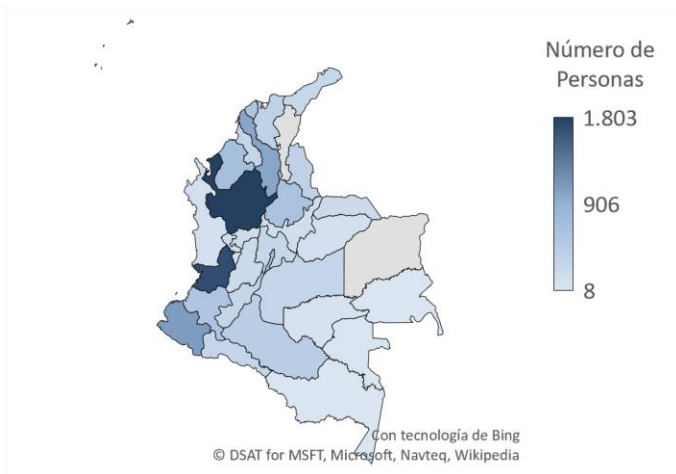 Número de
Personas
1.803
906
8
Con tecnología de Bing
© DSAT for MSFT, Microsoft, Navteq, Wikipedia